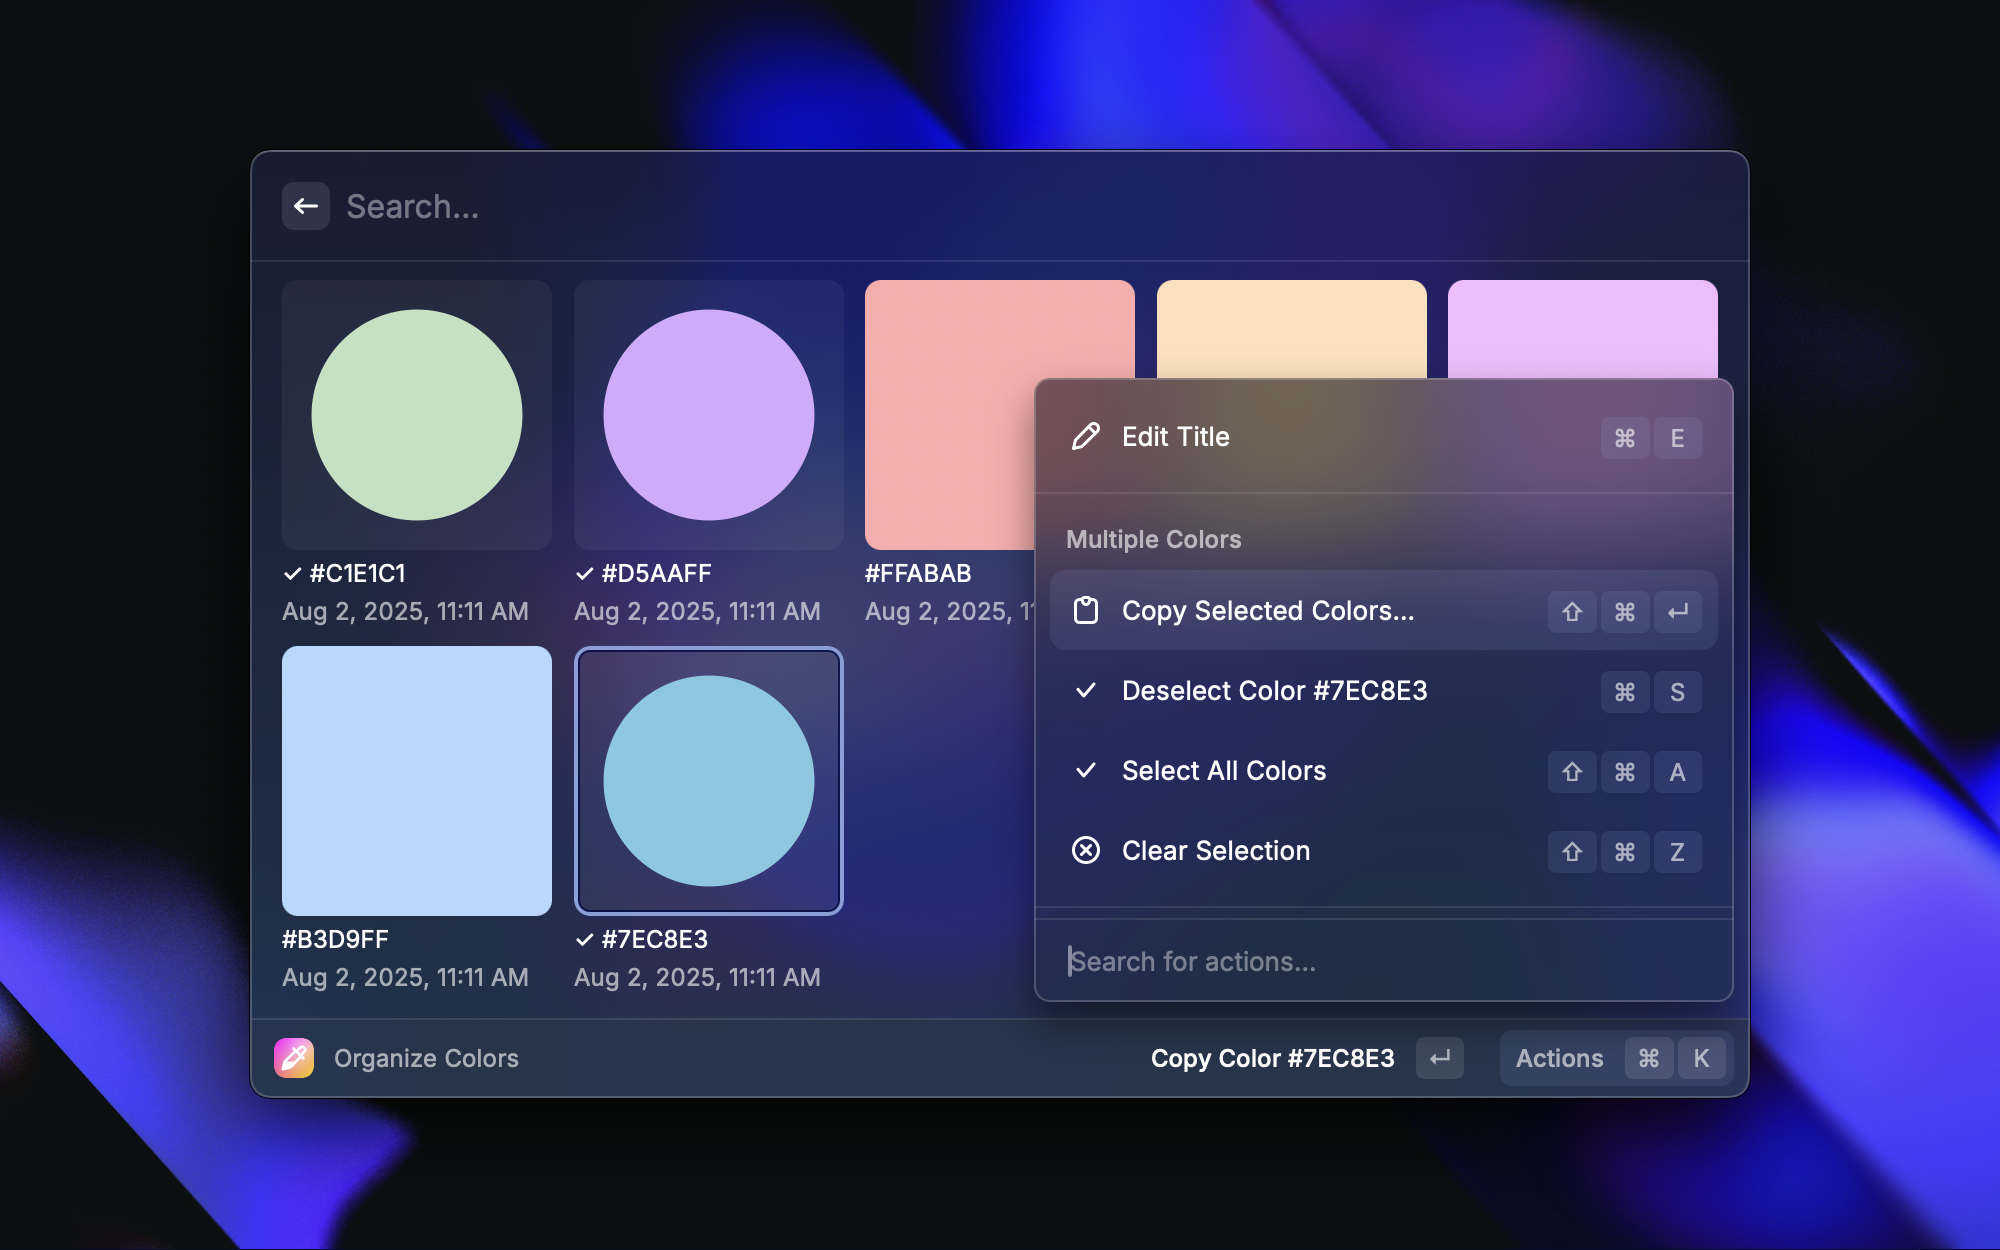 Search...
✓ #C1E1C1
Aug 2, 2025, 11:11 AM
✓ #D5AAFF
Aug 2, 2025, 11:11 AM
#FFABAB
Aug 2, 2025, 1
#B3D9FF
Aug 2, 2025, 11:11 AM
✓ #7EC8E3
Aug 2, 2025, 11:11 AM
Edit Title ⌘ E
Multiple Colors
Copy Selected Colors... ⇧ ⌘ ↵
Deselect Color #7EC8E3 ⌘ S
Select All Colors ⇧ ⌘ A
Clear Selection ⇧ ⌘ Z
Search for actions...
Organize Colors
Copy Color #7EC8E3 ↵ Actions ⌘ K